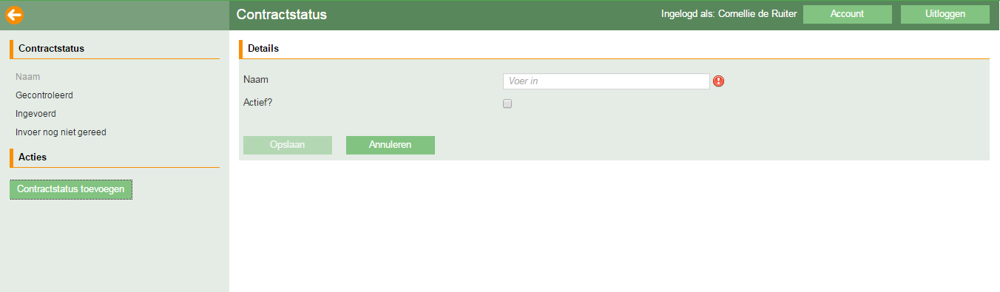 Contractstatus
Ingelogd als: Cornellie de Ruiter
Account
Uitloggen
Contractstatus
Naam
Gecontroleerd
Ingevoerd
Invoer nog niet gereed
Acties
Contractstatus toevoegen
Details
Naam
Voer in
Actief?
Opslaan
Annuleren